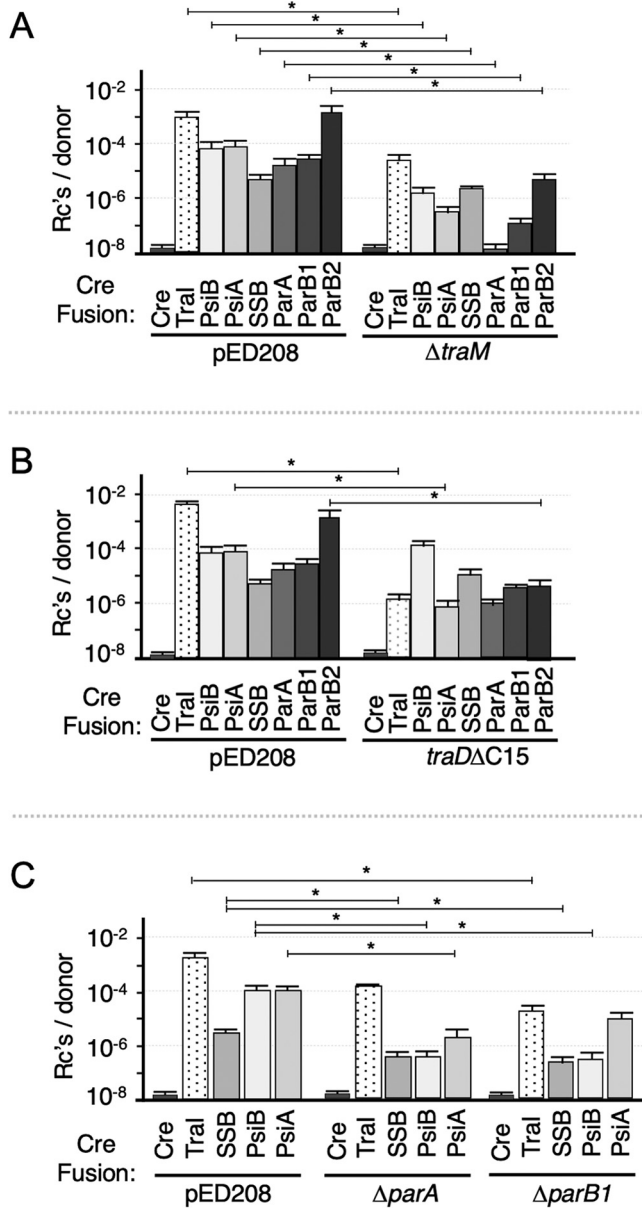 A
* * * * * * *
Rc's / donor
10-2
10-4
10-6
10-8
Cre Fusion:
Cre TraI PsiB PsiA SSB ParA ParB1 ParB2 Cre TraI PsiB PsiA SSB ParA ParB1 ParB2
pED208 ΔtraM
B
* * *
Rc's / donor
10-2
10-4
10-6
10-8
Cre Fusion:
Cre TraI PsiB PsiA SSB ParA ParB1 ParB2 Cre TraI PsiB PsiA SSB ParA ParB1 ParB2
pED208 traDΔC15
C
* * * * * *
Rc's / donor
10-2
10-4
10-6
10-8
Cre Fusion:
Cre TraI SSB PsiB PsiA Cre TraI SSB PsiB PsiA Cre TraI SSB PsiB PsiA
pED208 ΔparA ΔparB1